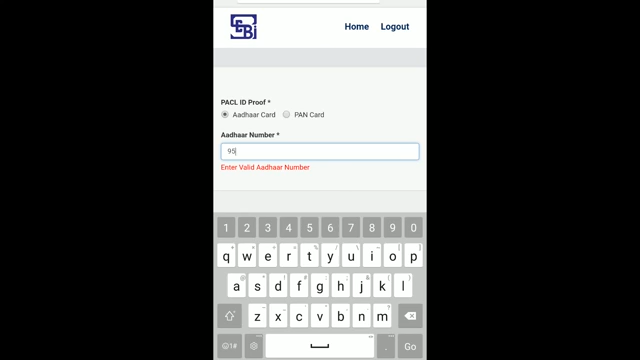 SEBI
Home Logout
PACL ID Proof *
Aadhaar Card PAN Card
Aadhaar Number *
95
Enter Valid Aadhaar Number
1 2 3 4 5 6 7 8 9 0
q w e r t y u i o p
a s d f g h j k l
z x c v b n m
@1# . Go